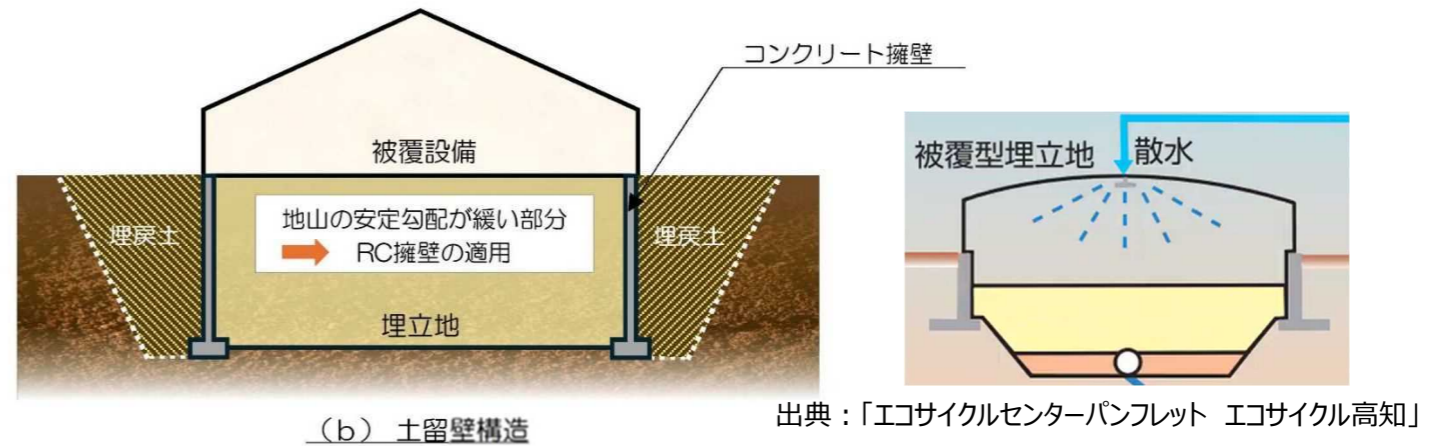 コンクリート擁壁
被覆設備
地山の安定勾配が緩い部分
RC擁壁の適用
埋戻土
埋戻土
埋立地
(b) 土留壁構造
被覆型埋立地
散水
出典：「エコサイクルセンターパンフレット エコサイクル高知」